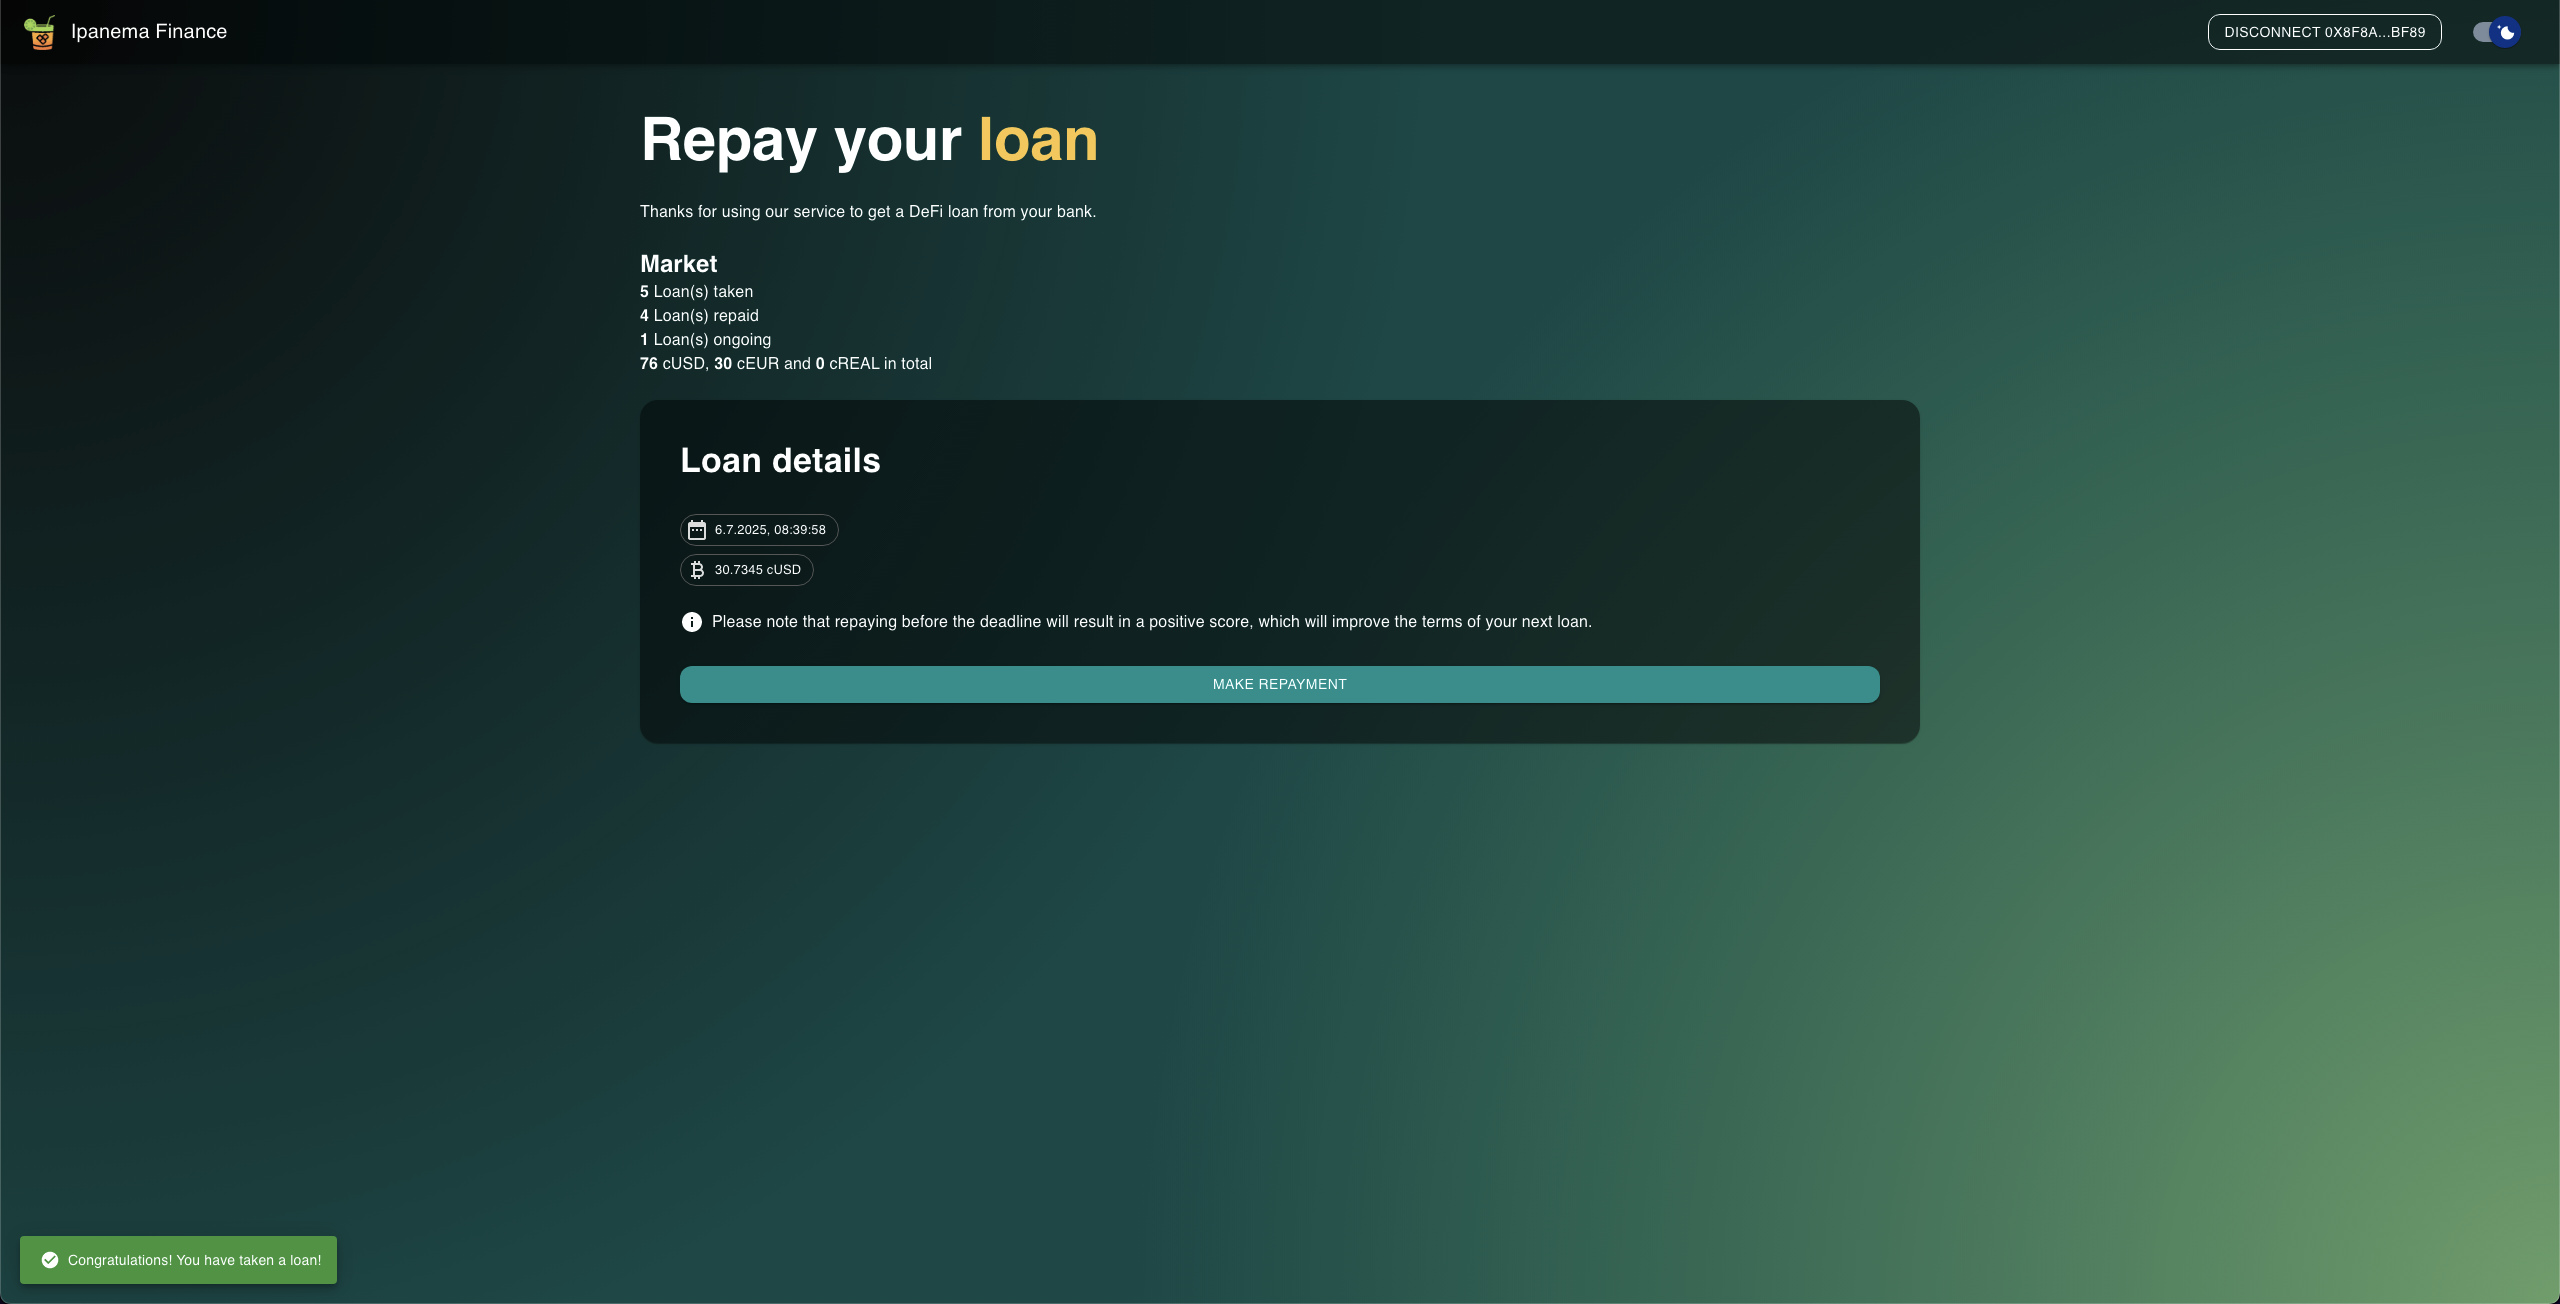 Ipanema Finance
DISCONNECT 0X8F8A...BF89
Repay your loan
Thanks for using our service to get a DeFi loan from your bank.
Market
5 Loan(s) taken
4 Loan(s) repaid
1 Loan(s) ongoing
76 cUSD, 30 cEUR and 0 cREAL in total
Loan details
6.7.2025, 08:39:58
30.7345 cUSD
Please note that repaying before the deadline will result in a positive score, which will improve the terms of your next loan.
MAKE REPAYMENT
Congratulations! You have taken a loan!